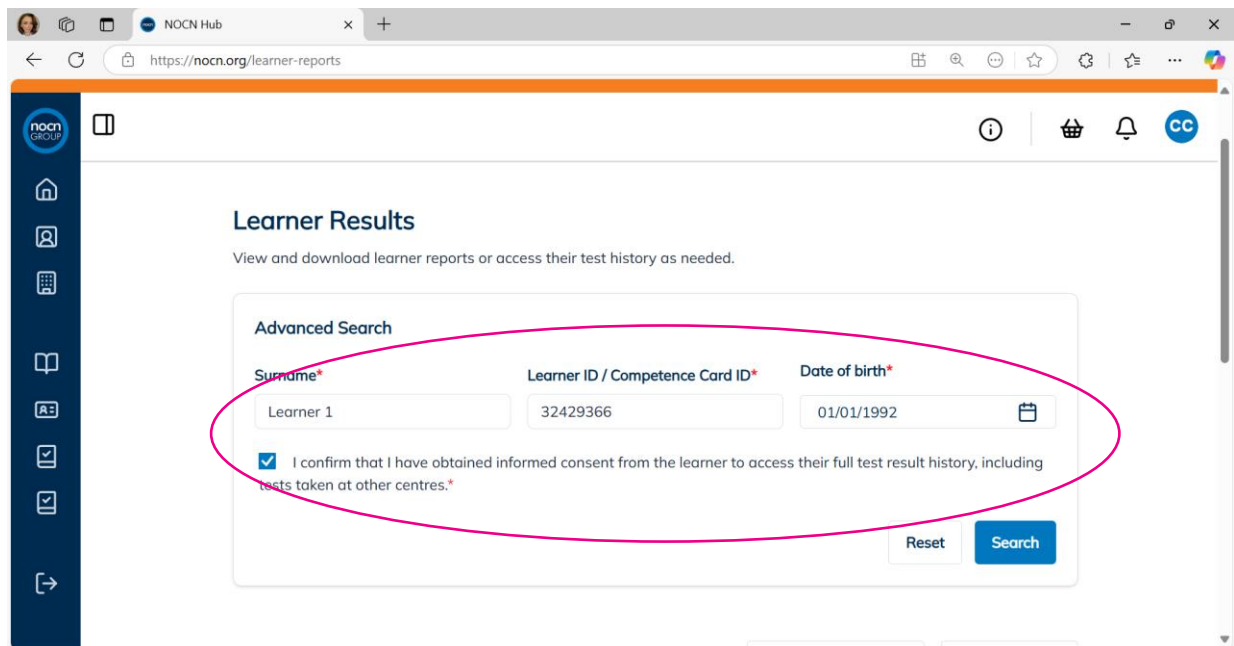 NOCN Hub
https://nocn.org/learner-reports
nocn
GROUP
CC
Learner Results
View and download learner reports or access their test history as needed.
Advanced Search
Surname* Learner ID / Competence Card ID* Date of birth*
Learner 1 32429366 01/01/1992
I confirm that I have obtained informed consent from the learner to access their full test result history, including
tests taken at other centres.*
Reset Search